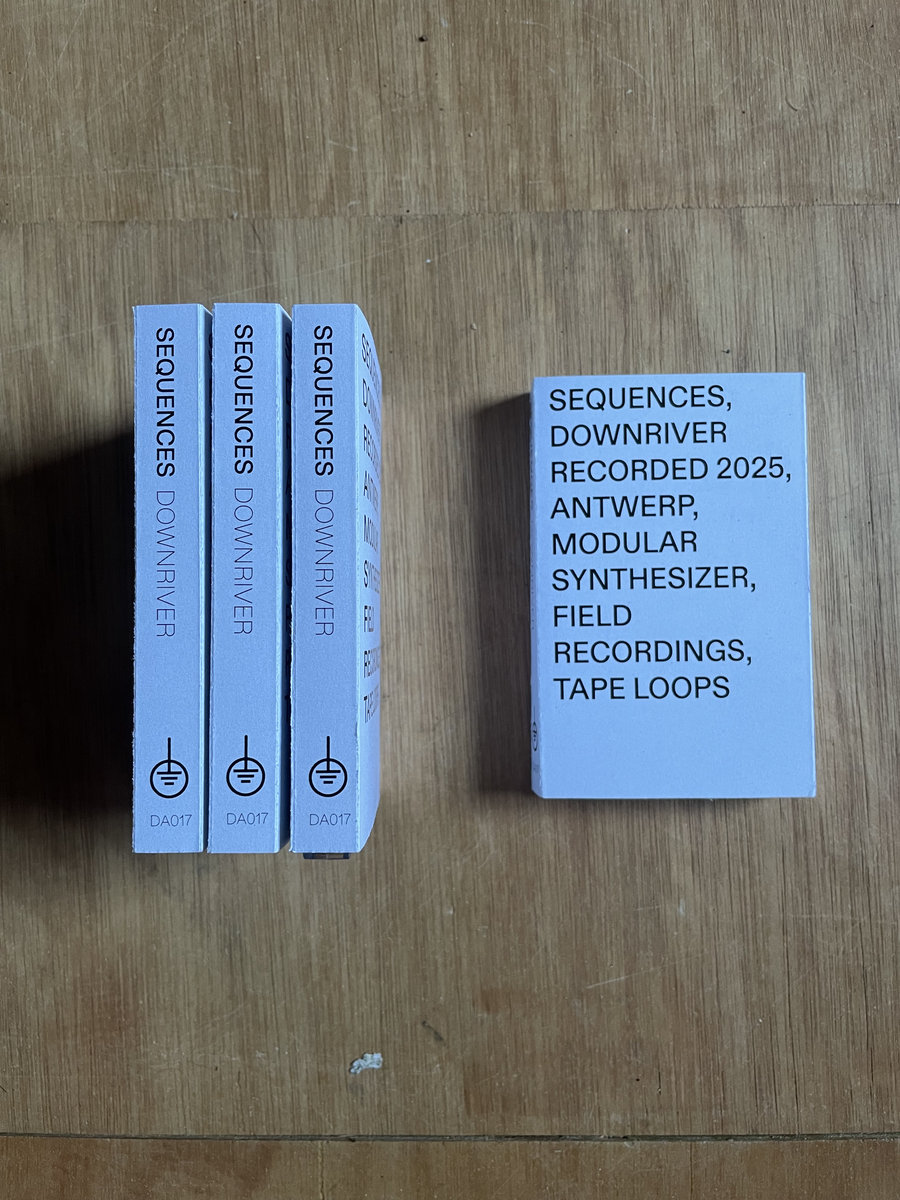 SEQUENCES DOWNRIVER
DA017
SEQUENCES DOWNRIVER
DA017
SEQUENCES DOWNRIVER
DA017
SEQUENCES,
DOWNRIVER
RECORDED 2025,
ANTWERP,
MODULAR
SYNTHESIZER,
FIELD
RECORDINGS,
TAPE LOOPS